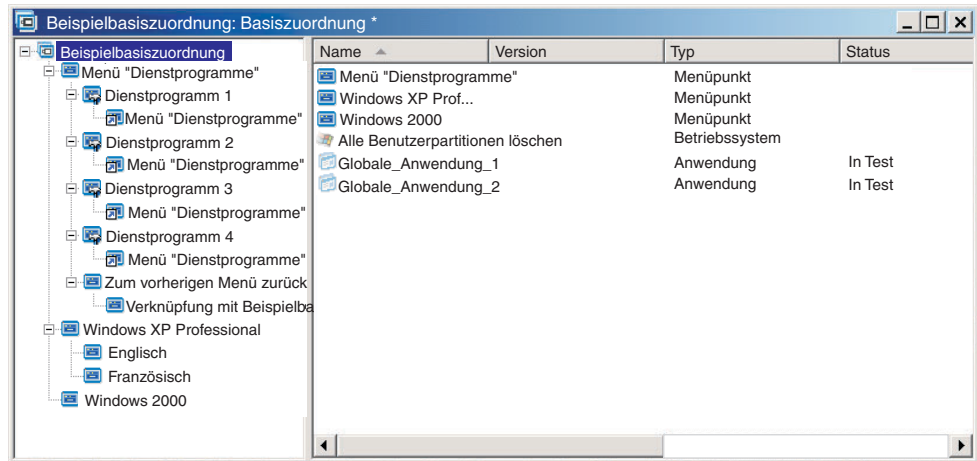 Beispielbasiszuordnung: Basiszuordnung *
Beispielbasiszuordnung
Menü "Dienstprogramme"
Dienstprogramm 1
Menü "Dienstprogramme"
Dienstprogramm 2
Menü "Dienstprogramme"
Dienstprogramm 3
Menü "Dienstprogramme"
Dienstprogramm 4
Menü "Dienstprogramme"
Zum vorherigen Menü zurück
Verknüpfung mit Beispielba
Windows XP Professional
Englisch
Französisch
Windows 2000
Name Version Typ Status
Menü "Dienstprogramme" Menüpunkt
Windows XP Prof... Menüpunkt
Windows 2000 Menüpunkt
Alle Benutzerpartitionen löschen Betriebssystem
Globale_Anwendung_1 Anwendung In Test
Globale_Anwendung_2 Anwendung In Test